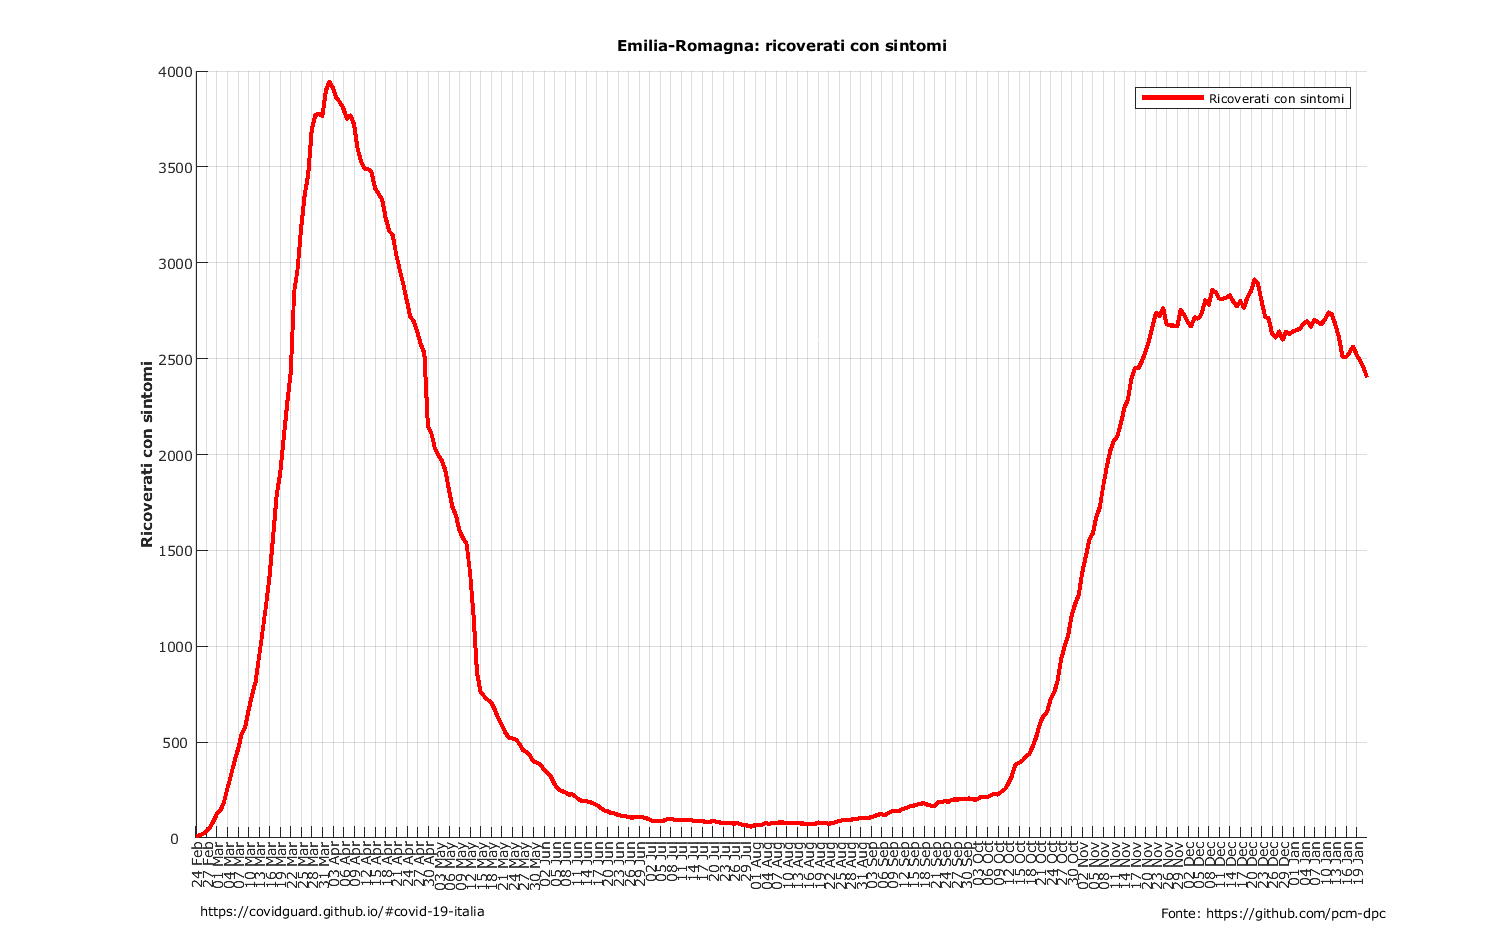 Emilia-Romagna: ricoverati con sintomi
Ricoverati con sintomi
Ricoverati con sintomi
4000
3500
3000
2500
2000
1500
1000
500
0
24 Feb
27 Feb
01 Mar
04 Mar
07 Mar
10 Mar
13 Mar
16 Mar
19 Mar
22 Mar
25 Mar
28 Mar
31 Mar
03 Apr
06 Apr
09 Apr
12 Apr
15 Apr
18 Apr
21 Apr
24 Apr
27 Apr
30 Apr
03 May
06 May
09 May
12 May
15 May
18 May
21 May
24 May
27 May
30 May
02 Jun
05 Jun
08 Jun
11 Jun
14 Jun
17 Jun
20 Jun
23 Jun
26 Jun
29 Jun
02 Jul
05 Jul
08 Jul
11 Jul
14 Jul
17 Jul
20 Jul
23 Jul
26 Jul
29 Jul
01 Aug
04 Aug
07 Aug
10 Aug
13 Aug
16 Aug
19 Aug
22 Aug
25 Aug
28 Aug
31 Aug
03 Sep
06 Sep
09 Sep
12 Sep
15 Sep
18 Sep
21 Sep
24 Sep
27 Sep
30 Sep
03 Oct
06 Oct
09 Oct
12 Oct
15 Oct
18 Oct
21 Oct
24 Oct
27 Oct
30 Oct
02 Nov
05 Nov
08 Nov
11 Nov
14 Nov
17 Nov
20 Nov
23 Nov
26 Nov
29 Nov
02 Dec
05 Dec
08 Dec
11 Dec
14 Dec
17 Dec
20 Dec
23 Dec
26 Dec
29 Dec
01 Jan
04 Jan
07 Jan
10 Jan
13 Jan
16 Jan
19 Jan
https://covidguard.github.io/#covid-19-italia
Fonte: https://github.com/pcm-dpc